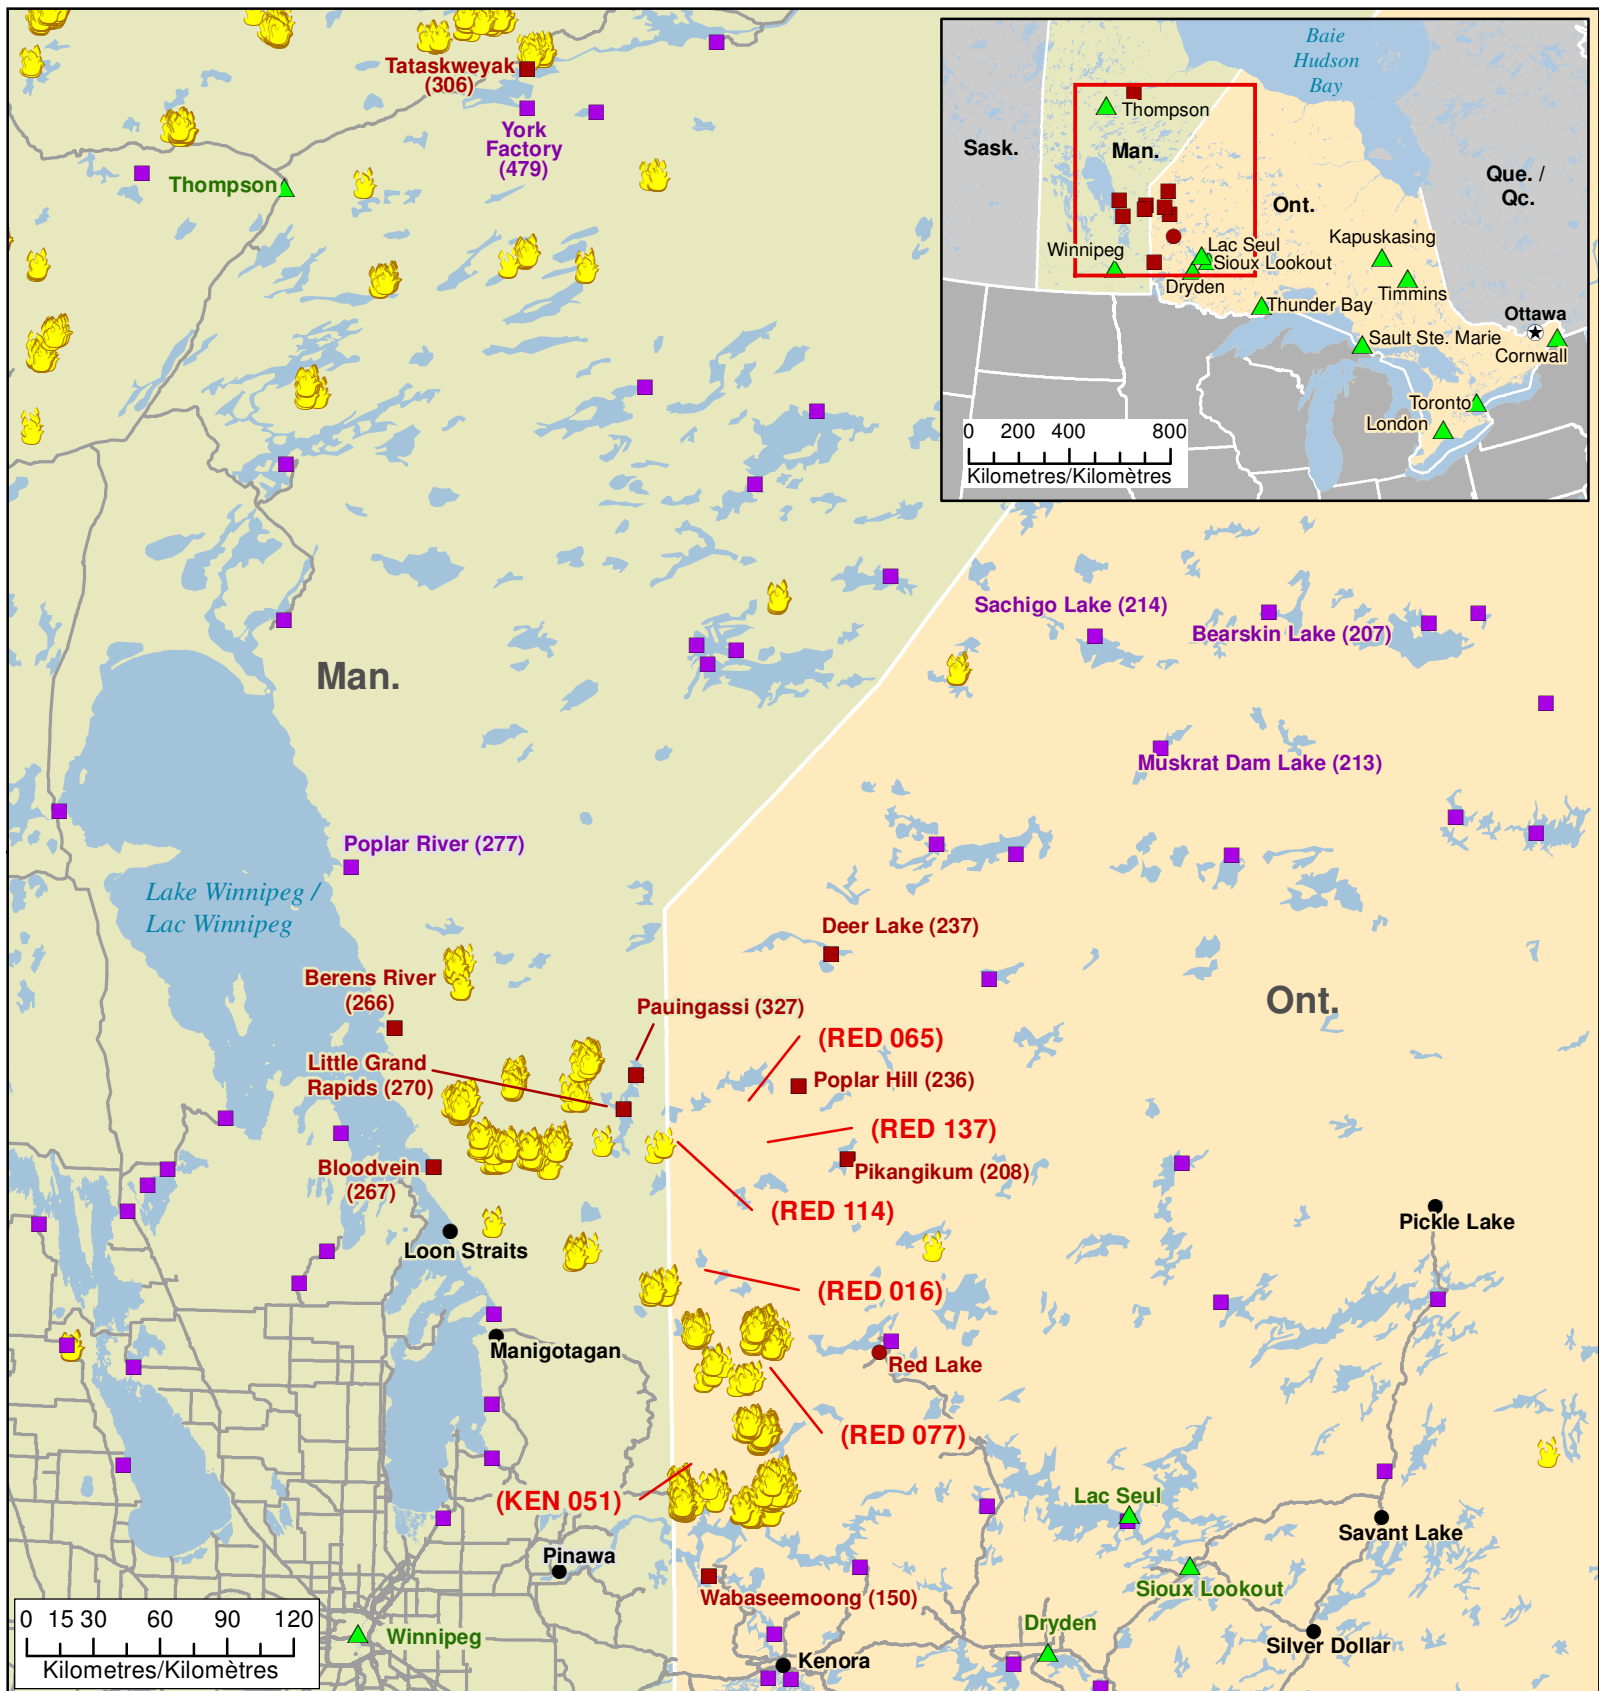 Tataskweyak
(306)
York
Factory
(479)
Thompson
Baie
Hudson
Bay
Thompson
Sask.
Man.
Que. /
Qc.
Ont.
Winnipeg
Lac Seul
Sioux Lookout
Dryden
Kapuskasing
Timmins
Thunder Bay
Ottawa
Sault Ste. Marie
Cornwall
Toronto
London
0 200 400 800
Kilometres/Kilomètres
Sachigo Lake (214)
Bearskin Lake (207)
Man.
Muskrat Dam Lake (213)
Poplar River (277)
Lake Winnipeg /
Lac Winnipeg
Deer Lake (237)
Berens River
(266)
Pauingassi (327)
Ont.
(RED 065)
Little Grand
Rapids (270)
Poplar Hill (236)
(RED 137)
Bloodvein
(267)
Pikangikum (208)
(RED 114)
Pickle Lake
Loon Straits
(RED 016)
Manigotagan
Red Lake
(RED 077)
(KEN 051)
Lac Seul
Savant Lake
Pinawa
Sioux Lookout
Wabaseemoong (150)
Dryden
Winnipeg
Silver Dollar
Kenora
0 15 30 60 90 120
Kilometres/Kilomètres